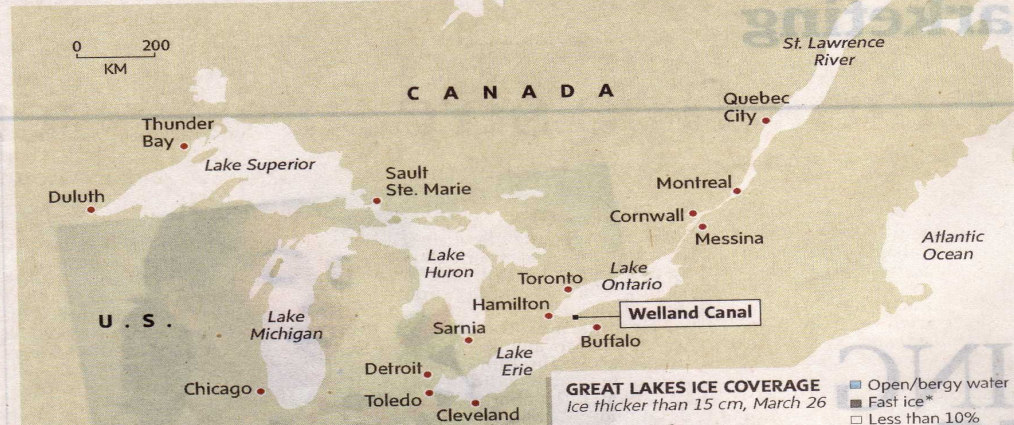 arketing
0 200
KM
CANADA
St. Lawrence
River
Quebec
City
Thunder
Bay
Lake Superior
Sault
Ste. Marie
Duluth
Montreal
Cornwall
Messina
Atlantic
Ocean
Lake
Huron
Toronto
Lake
Ontario
Hamilton
Welland Canal
U.S.
Lake
Michigan
Sarnia
Buffalo
Lake
Erie
Detroit
Chicago
Toledo
Cleveland
GREAT LAKES ICE COVERAGE
Ice thicker than 15 cm, March 26
Open/bergy water
Fast ice*
Less than 10%
ING